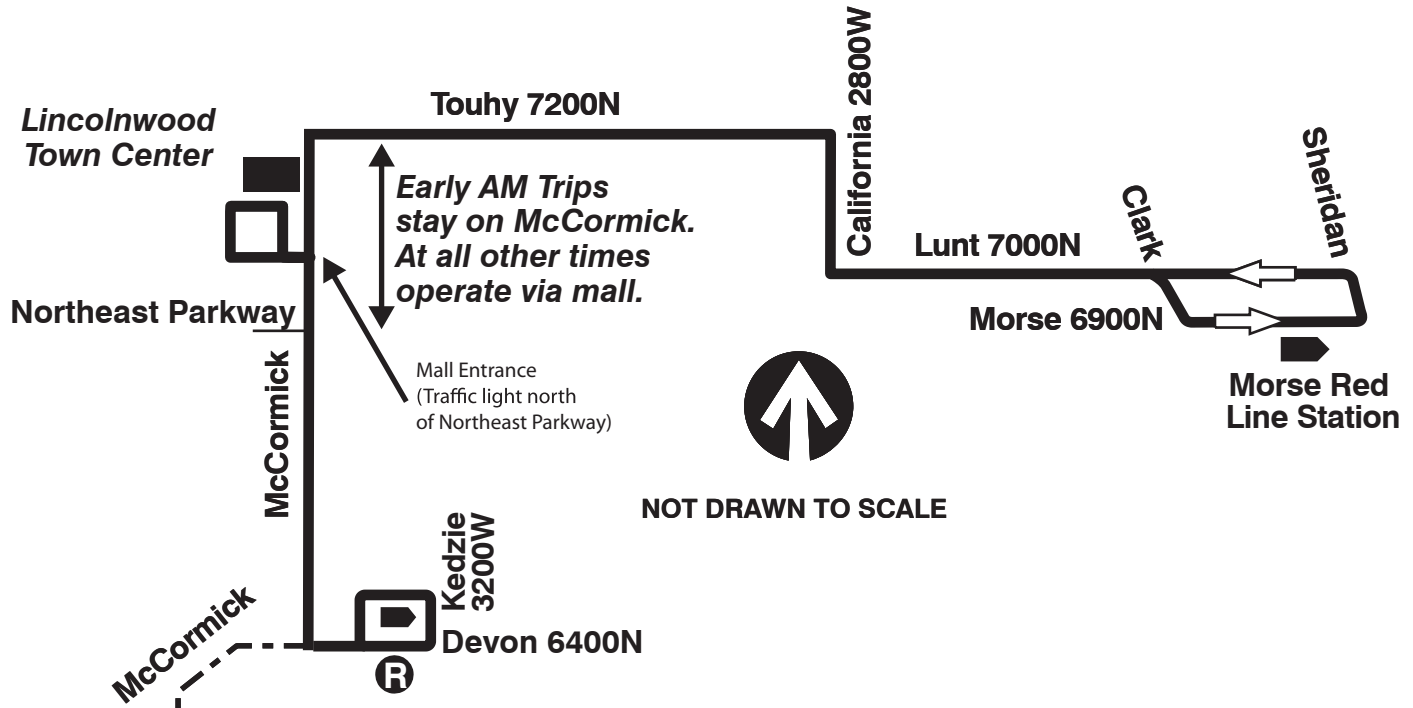 Touhy 7200N
Lincolnwood
Town Center
California 2800W
Early AM Trips
stay on McCormick.
At all other times
operate via mall.
Clark
Sheridan
Lunt 7000N
Northeast Parkway
Morse 6900N
McCormick
Mall Entrance
(Traffic light north
of Northeast Parkway)
Morse Red
Line Station
NOT DRAWN TO SCALE
Kedzie
3200W
McCormick
Devon 6400N
R